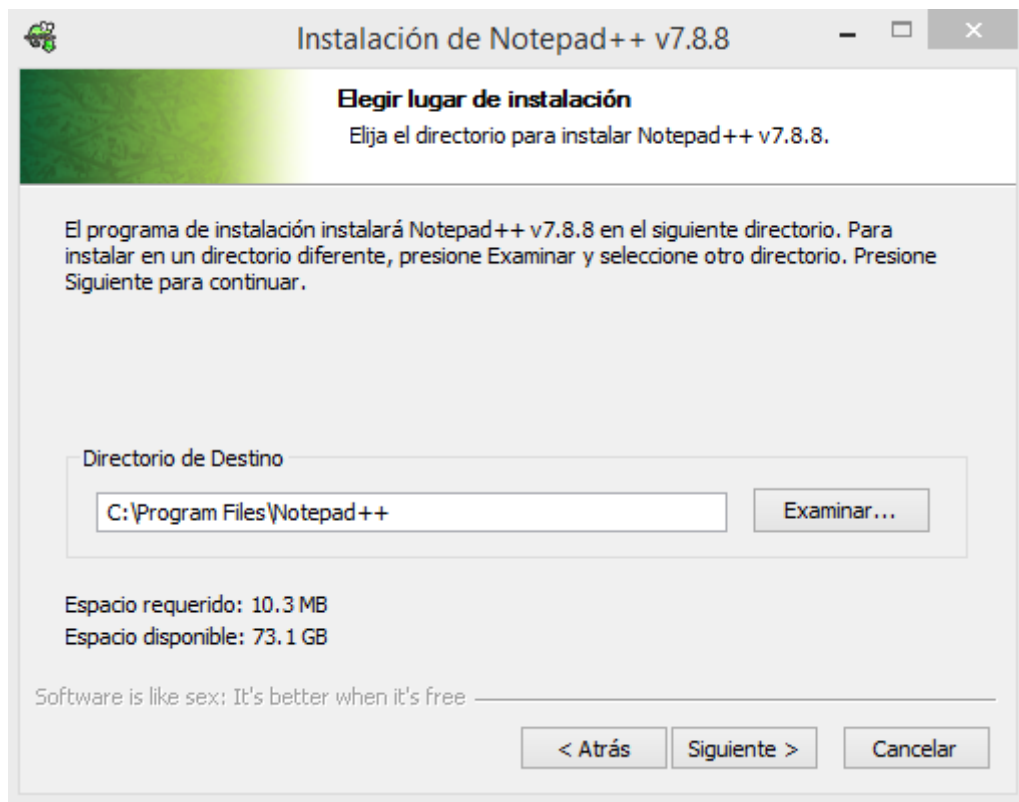 Instalación de Notepad++ v7.8.8
Elegir lugar de instalación
Elija el directorio para instalar Notepad++ v7.8.8.
El programa de instalación instalará Notepad++ v7.8.8 en el siguiente directorio. Para
instalar en un directorio diferente, presione Examinar y seleccione otro directorio. Presione
Siguiente para continuar.
Directorio de Destino
C:\Program Files\Notepad++
Examinar...
Espacio requerido: 10.3 MB
Espacio disponible: 73.1 GB
Software is like sex: It's better when it's free
< Atrás
Siguiente >
Cancelar